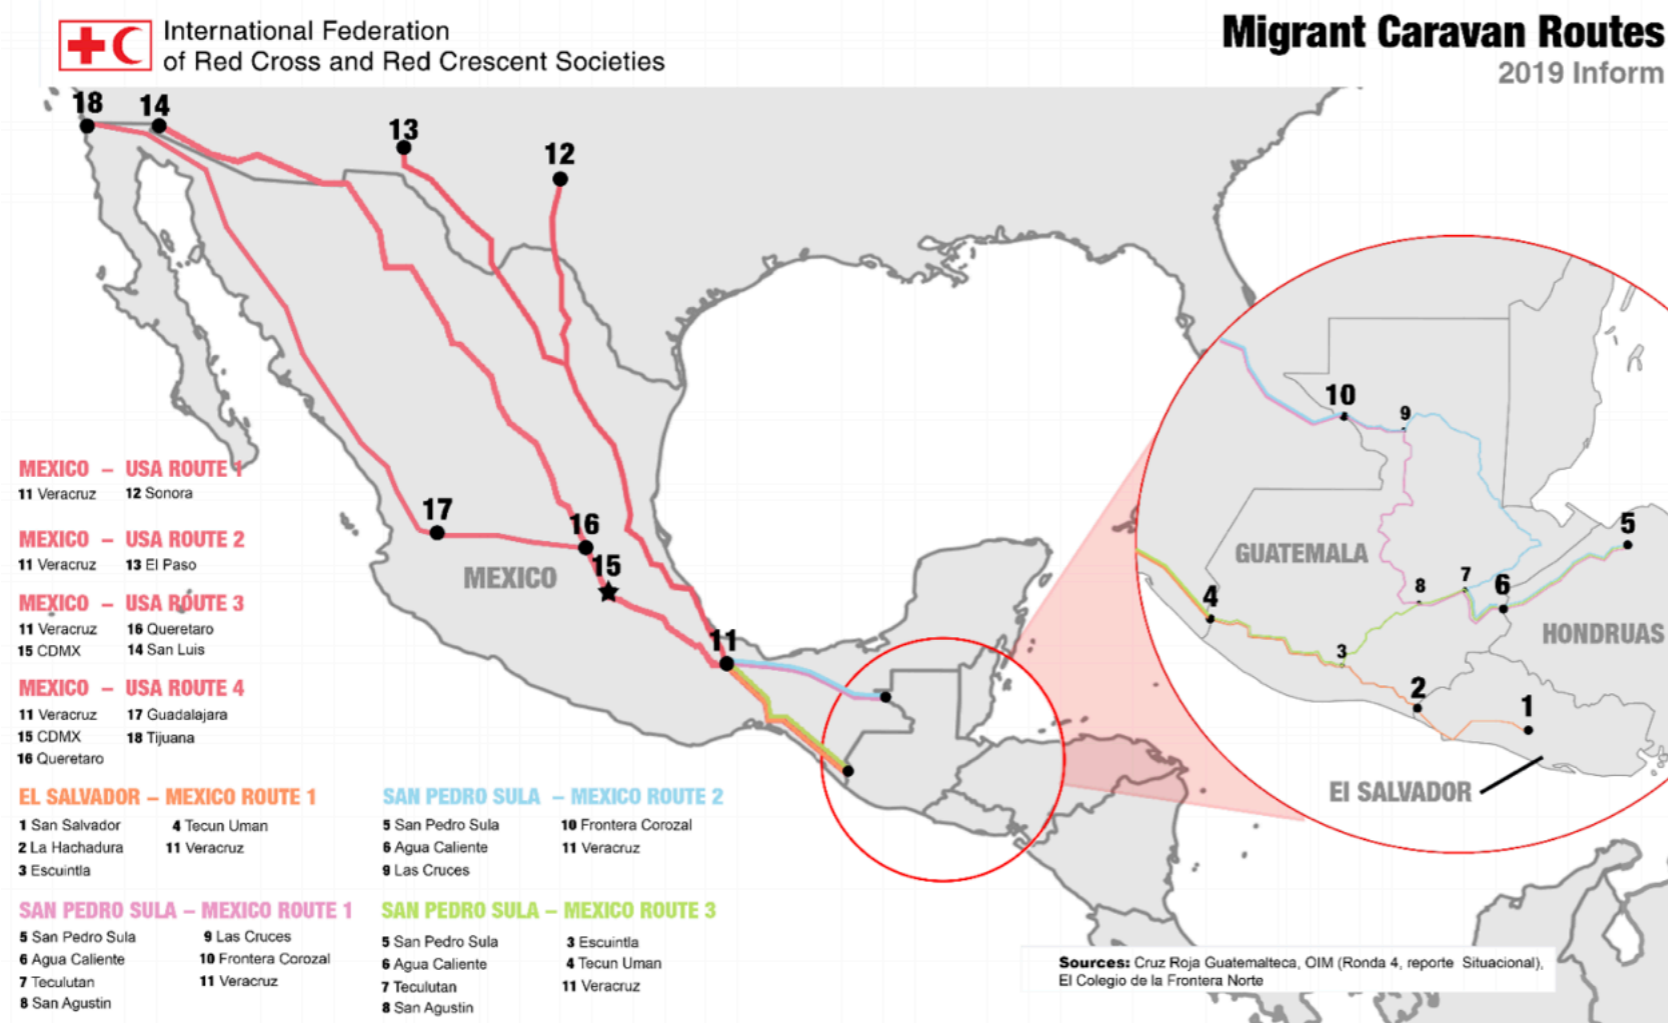 International Federation
of Red Cross and Red Crescent Societies
Migrant Caravan Routes
2019 Inform
18
14
13
12
17
16
15
MEXICO
11
10
9
GUATEMALA
5
4
8
7
6
HONDRUAS
3
2
1
El SALVADOR
MEXICO – USA ROUTE 1
11 Veracruz 12 Sonora
MEXICO – USA ROUTE 2
11 Veracruz 13 El Paso
MEXICO – USA ROUTE 3
11 Veracruz 16 Queretaro
15 CDMX 14 San Luis
MEXICO – USA ROUTE 4
11 Veracruz 17 Guadalajara
15 CDMX 18 Tijuana
16 Queretaro
EL SALVADOR – MEXICO ROUTE 1
1 San Salvador 4 Tecun Uman
2 La Hachadura 11 Veracruz
3 Escuintla
SAN PEDRO SULA – MEXICO ROUTE 2
5 San Pedro Sula 10 Frontera Corozal
6 Agua Caliente 11 Veracruz
9 Las Cruces
SAN PEDRO SULA – MEXICO ROUTE 1
5 San Pedro Sula 9 Las Cruces
6 Agua Caliente 10 Frontera Corozal
7 Teculutan 11 Veracruz
8 San Agustin
SAN PEDRO SULA – MEXICO ROUTE 3
5 San Pedro Sula 3 Escuintla
6 Agua Caliente 4 Tecun Uman
7 Teculutan 11 Veracruz
8 San Agustin
Sources: Cruz Roja Guatemalteca, OIM (Ronda 4, reporte Situacional),
El Colegio de la Frontera Norte